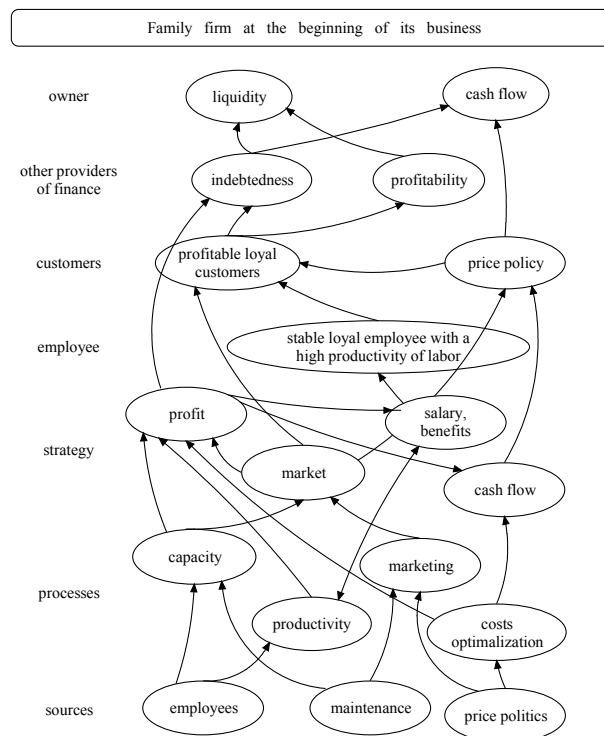 Family firm at the beginning of its business
owner
liquidity
cash flow
other providers
of finance
indebtedness
profitability
customers
profitable loyal
customers
price policy
employee
stable loyal employee with a
high productivity of labor
profit
salary,
benefits
strategy
market
cash flow
capacity
marketing
processes
productivity
costs
optimalization
sources
employees
maintenance
price politics